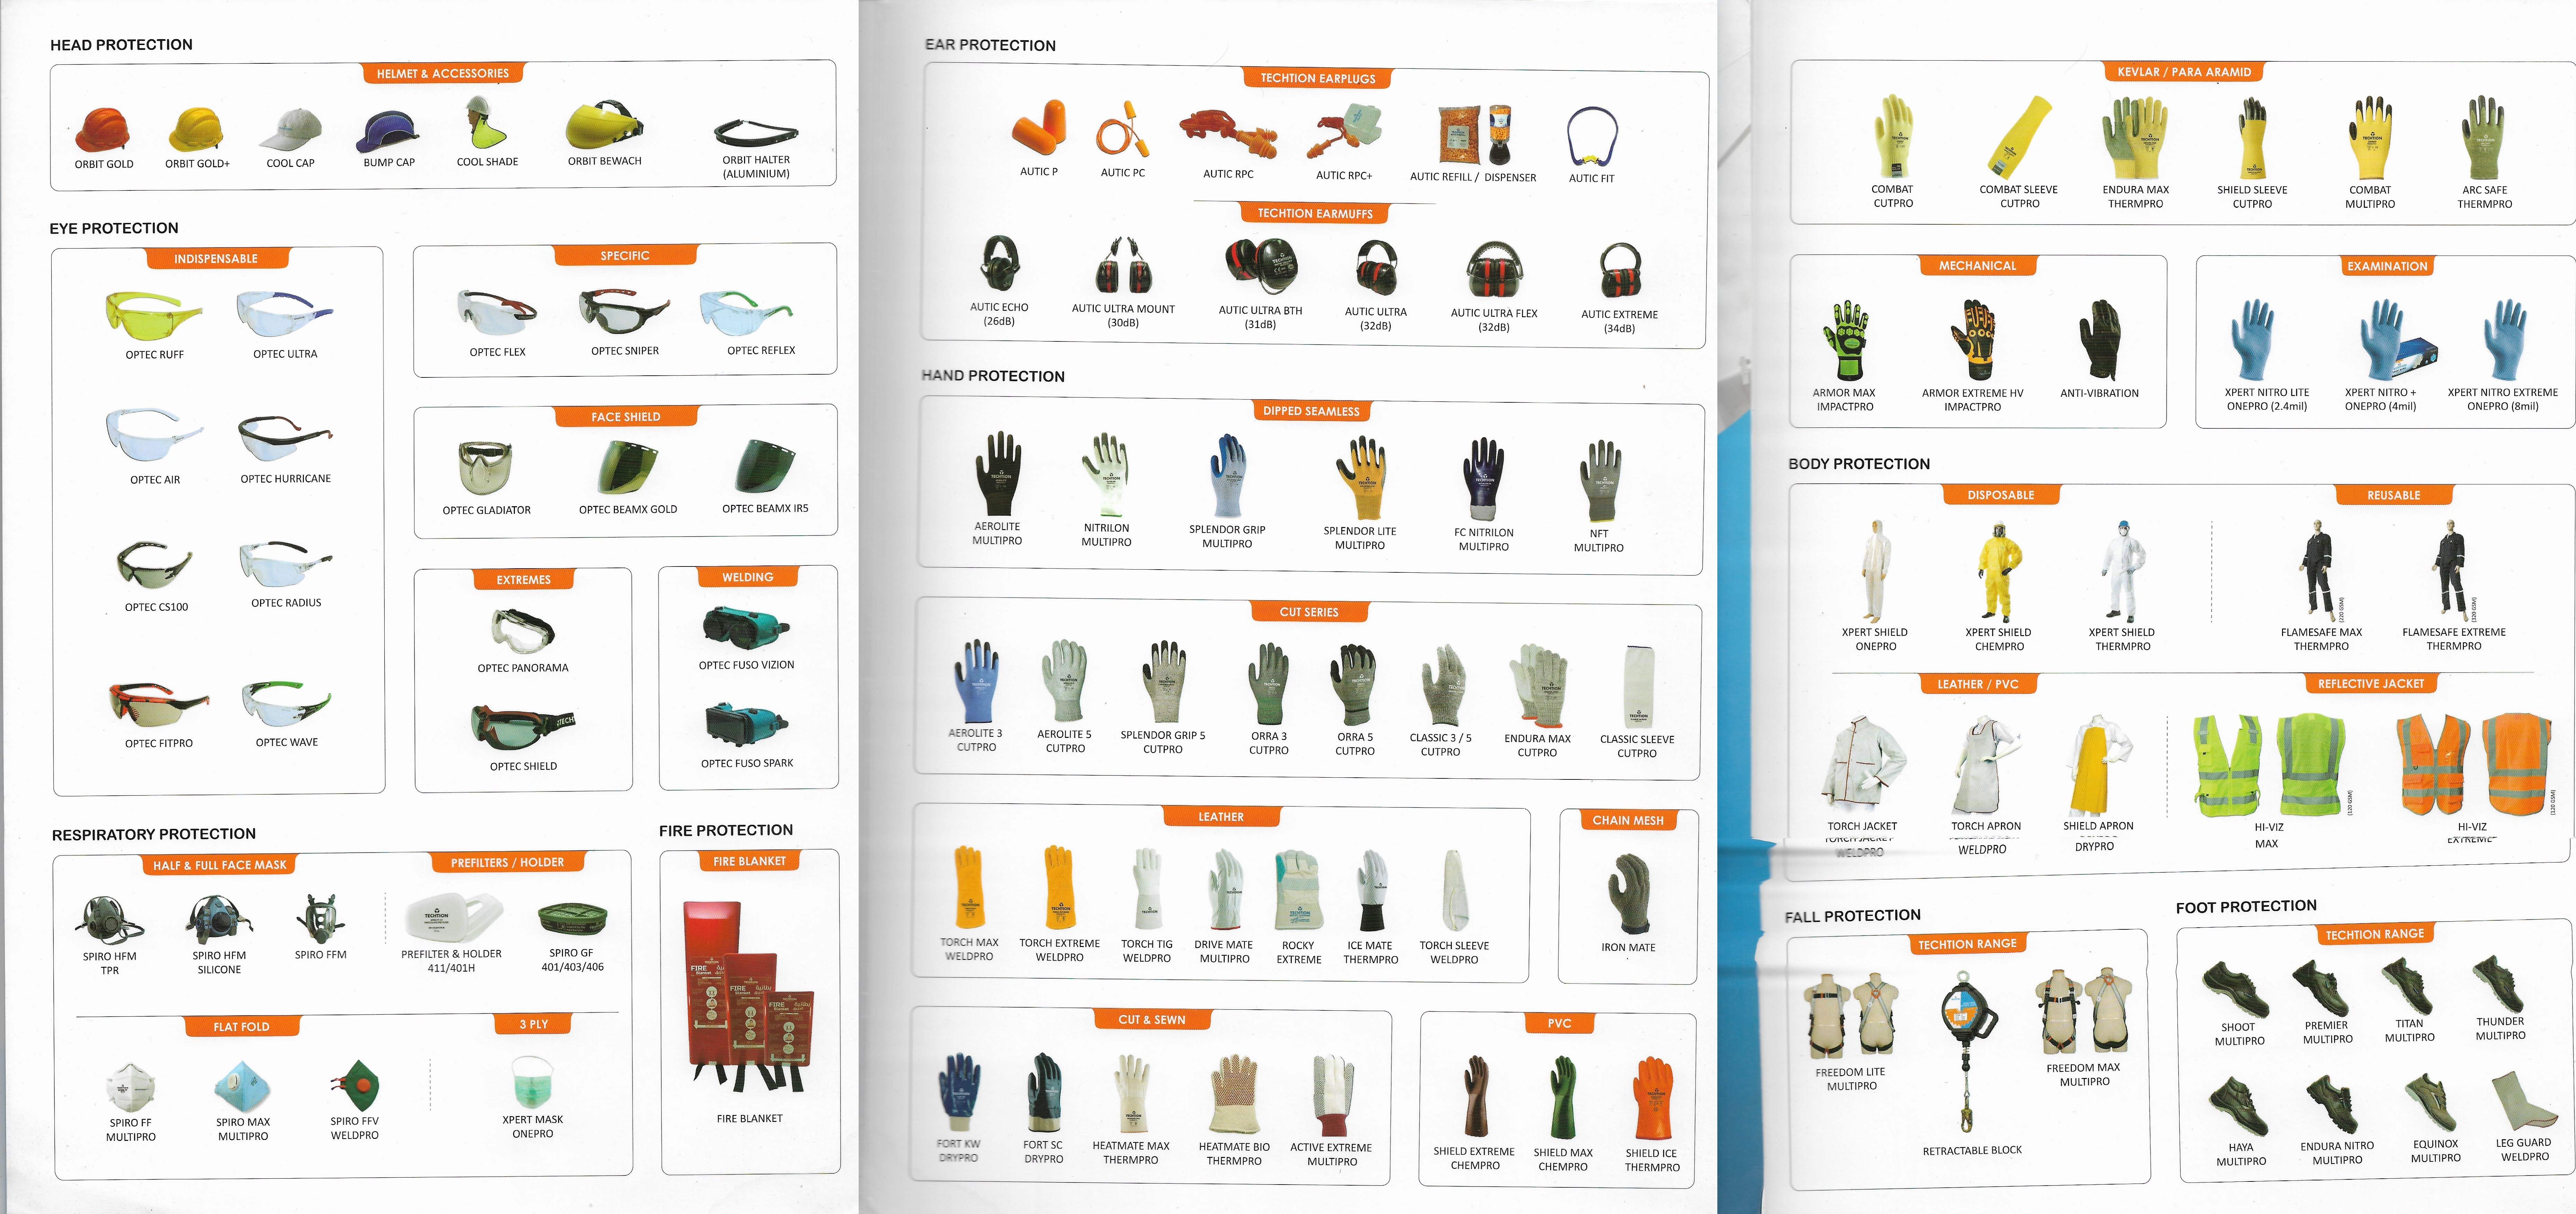 HEAD PROTECTION
HELMET & ACCESSORIES
ORBIT GOLD
ORBIT GOLD+
COOL CAP
BUMP CAP
COOL SHADE
ORBIT BEWACH
ORBIT HALTER
(ALUMINIUM)
EYE PROTECTION
INDISPENSABLE
OPTEC RUFF
OPTEC ULTRA
OPTEC AIR
OPTEC HURRICANE
OPTEC CS100
OPTEC RADIUS
OPTEC FITPRO
OPTEC WAVE
SPECIFIC
OPTEC FLEX
OPTEC SNIPER
OPTEC REFLEX
FACE SHIELD
OPTEC GLADIATOR
OPTEC BEAMX GOLD
OPTEC BEAMX IR5
EXTREMES
OPTEC PANORAMA
OPTEC SHIELD
WELDING
OPTEC FUSO VIZION
OPTEC FUSO SPARK
RESPIRATORY PROTECTION
HALF & FULL FACE MASK
SPIRO HFM
TPR
SPIRO HFM
SILICONE
SPIRO FFM
PREFILTERS / HOLDER
TECHTION
PREFILTER & HOLDER
411/401H
SPIRO GF
401/403/406
FLAT FOLD
SPIRO FF
MULTIPRO
SPIRO MAX
MULTIPRO
SPIRO FFV
WELDPRO
3 PLY
XPERT MASK
ONEPRO
FIRE PROTECTION
FIRE BLANKET
FIRE
FIRE
FIRE
FIRE BLANKET
EAR PROTECTION
TECHTION EARPLUGS
AUTIC P
AUTIC PC
AUTIC RPC
AUTIC RPC+
AUTIC REFILL / DISPENSER
AUTIC FIT
TECHTION EARMUFFS
AUTIC ECHO
(26dB)
AUTIC ULTRA MOUNT
(30dB)
AUTIC ULTRA BTH
(31dB)
AUTIC ULTRA
(32dB)
AUTIC ULTRA FLEX
(32dB)
AUTIC EXTREME
(34dB)
HAND PROTECTION
DIPPED SEAMLESS
AEROLITE
MULTIPRO
NITRILON
MULTIPRO
SPLENDOR GRIP
MULTIPRO
SPLENDOR LITE
MULTIPRO
FC NITRILON
MULTIPRO
NFT
MULTIPRO
CUT SERIES
AEROLITE 3
CUTPRO
AEROLITE 5
CUTPRO
SPLENDOR GRIP 5
CUTPRO
ORRA 3
CUTPRO
ORRA 5
CUTPRO
CLASSIC 3 / 5
CUTPRO
ENDURA MAX
CUTPRO
CLASSIC SLEEVE
CUTPRO
LEATHER
TORCH MAX
WELDPRO
TORCH EXTREME
WELDPRO
TORCH TIG
WELDPRO
DRIVE MATE
MULTIPRO
ROCKY
EXTREME
ICE MATE
THERMPRO
TORCH SLEEVE
WELDPRO
CHAIN MESH
IRON MATE
CUT & SEWN
FORT KW
DRYPRO
FORT SC
DRYPRO
HEATMATE MAX
THERMPRO
HEATMATE BIO
THERMPRO
ACTIVE EXTREME
MULTIPRO
PVC
SHIELD EXTREME
CHEMPRO
SHIELD MAX
CHEMPRO
SHIELD ICE
THERMPRO
KEVLAR / PARA ARAMID
COMBAT
CUTPRO
COMBAT SLEEVE
CUTPRO
ENDURA MAX
THERMPRO
SHIELD SLEEVE
CUTPRO
COMBAT
MULTIPRO
ARC SAFE
THERMPRO
MECHANICAL
ARMOR MAX
IMPACTPRO
ARMOR EXTREME HV
IMPACTPRO
ANTI-VIBRATION
EXAMINATION
XPERT NITRO LITE
ONEPRO (2.4mil)
XPERT NITRO +
ONEPRO (4mil)
XPERT NITRO EXTREME
ONEPRO (8mil)
BODY PROTECTION
DISPOSABLE
XPERT SHIELD
ONEPRO
XPERT SHIELD
CHEMPRO
XPERT SHIELD
THERMPRO
REUSABLE
(220 GSM)
FLAMESAFE MAX
THERMPRO
(320 GSM)
FLAMESAFE EXTREME
THERMPRO
LEATHER / PVC
TORCH JACKET
TORCH JACKET
WELDPRO
TORCH APRON
WELDPRO
SHIELD APRON
DRYPRO
REFLECTIVE JACKET
(120 GSM)
HI-VIZ
MAX
(120 GSM)
HI-VIZ
EXTREME
FALL PROTECTION
TECHTION RANGE
FREEDOM LITE
MULTIPRO
RETRACTABLE BLOCK
FREEDOM MAX
MULTIPRO
FOOT PROTECTION
TECHTION RANGE
SHOOT
MULTIPRO
PREMIER
MULTIPRO
TITAN
MULTIPRO
THUNDER
MULTIPRO
HAYA
MULTIPRO
ENDURA NITRO
MULTIPRO
EQUINOX
MULTIPRO
LEG GUARD
WELDPRO